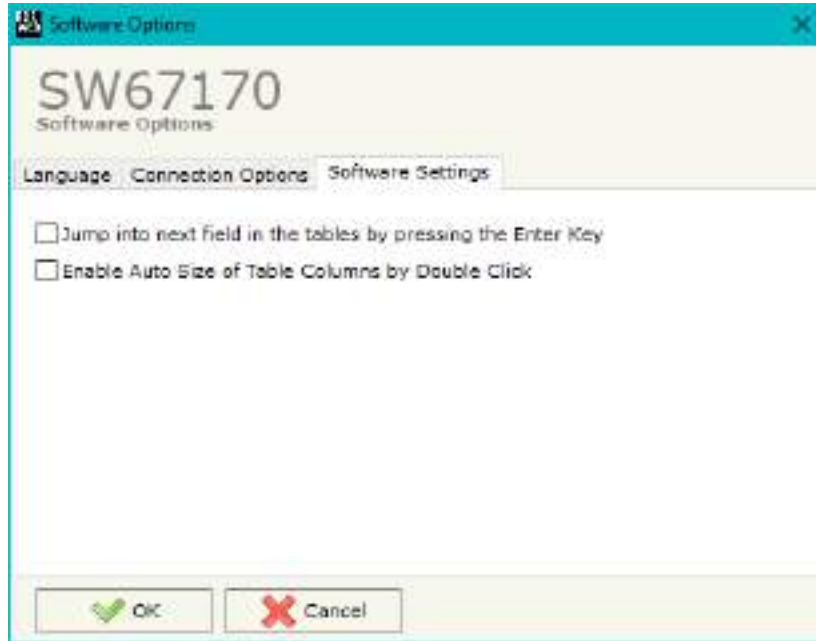 Software Options
SW67170
Software Options
Language Connection Options Software Settings
Jump into next field in the tables by pressing the Enter Key
Enable Auto Size of Table Columns by Double Click
OK Cancel